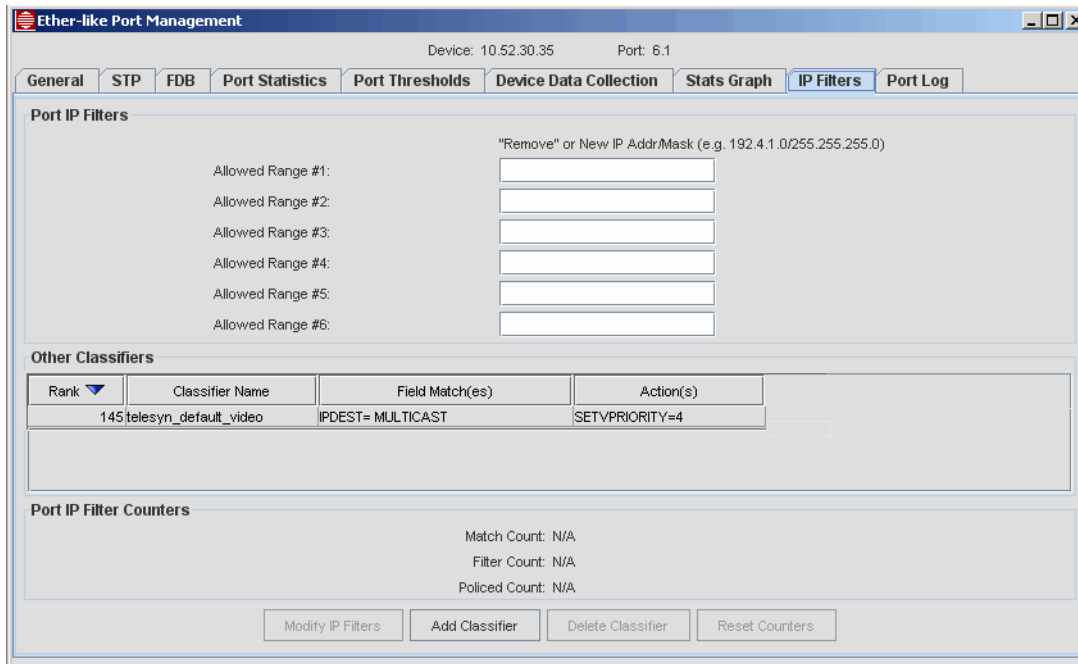 Ether-like Port Management
Device: 10.52.30.35 Port: 6.1
General STP FDB Port Statistics Port Thresholds Device Data Collection Stats Graph IP Filters Port Log
Port IP Filters
"Remove" or New IP Addr/Mask (e.g. 192.4.1.0/255.255.255.0)
Allowed Range #1:
Allowed Range #2:
Allowed Range #3:
Allowed Range #4:
Allowed Range #5:
Allowed Range #6:
Other Classifiers
Rank Classifier Name Field Match(es) Action(s)
145 telesyn_default_video IPDEST= MULTICAST SETVPRIORITY=4
Port IP Filter Counters
Match Count: N/A
Filter Count: N/A
Policed Count: N/A
Modify IP Filters Add Classifier Delete Classifier Reset Counters